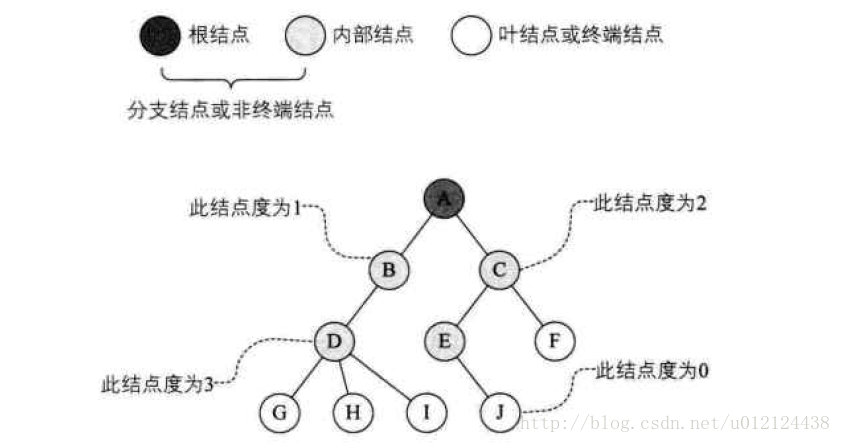 根结点 内部结点 叶结点或终端结点
分支结点或非终端结点
A
此结点度为1 此结点度为2
B C
D E F
此结点度为3 此结点度为0
G H I J
http://blog.csdn.net/u012124438